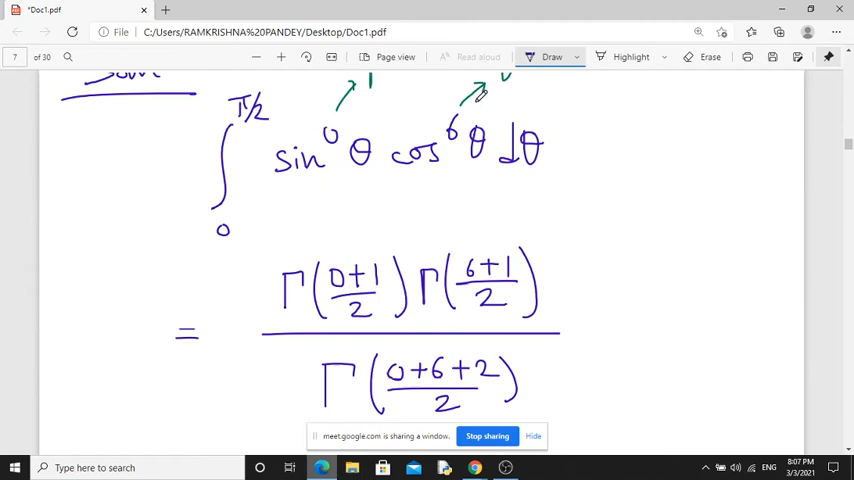 *Doc1.pdf
File C:/Users/RAMKRISHNA%20PANDEY/Desktop/Doc1.pdf
7 of 30 Page view Read aloud Draw Highlight Erase
π/2
∫ sin⁰ θ cos⁶ θ dθ
0
Γ(0+1/2) Γ(6+1/2)
=
Γ(0+6+2/2)
meet.google.com is sharing a window. Stop sharing Hide
Type here to search
ENG
8:07 PM
3/3/2021